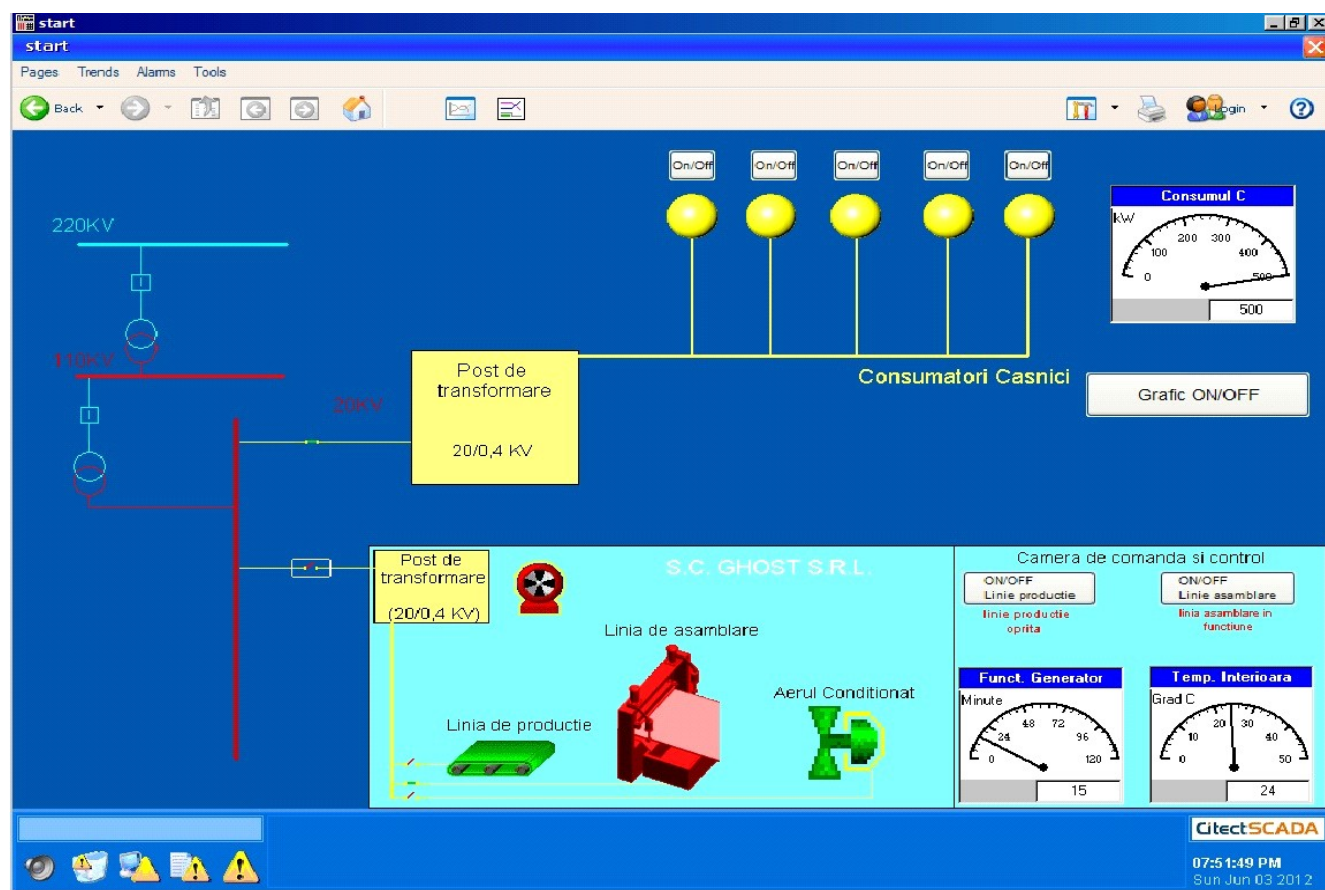 start
start
Pages Trends Alarms Tools
Back
Login
On/Off On/Off On/Off On/Off On/Off
220KV
Consumul C
kW
0 100 200 300 400 500
500
110KV
20KV
Post de
transformare
20/0,4 KV
Consumatori Casnici
Grafic ON/OFF
Post de
transformare
(20/0,4 KV)
S.C. GHOST S.R.L.
Linia de asamblare
Linia de productie
Aerul Conditionat
Camera de comanda si control
ON/OFF
Linie productie
linie productie
oprita
ON/OFF
Linie asamblare
linia asamblare in
functiune
Funct. Generator
Minute
0 24 48 72 96 120
15
Temp. Interioara
Grad C
0 10 20 30 40 50
24
CitectSCADA
07:51:49 PM
Sun Jun 03 2012